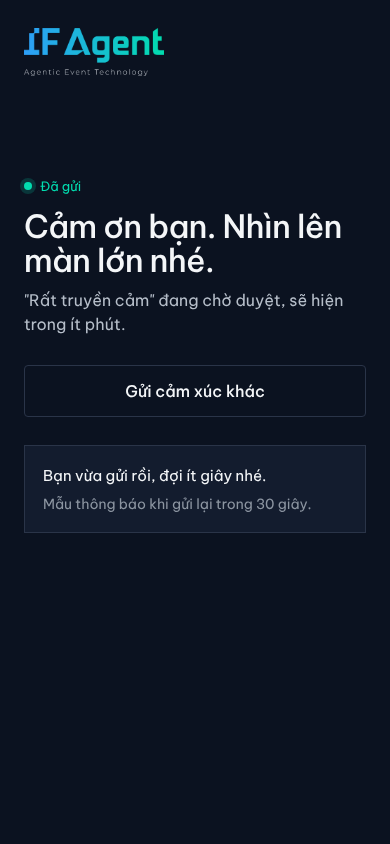 IF Agent
Agentic Event Technology
Đã gửi
Cảm ơn bạn. Nhìn lên
màn lớn nhé.
"Rất truyền cảm" đang chờ duyệt, sẽ hiện
trong ít phút.
Gửi cảm xúc khác
Bạn vừa gửi rồi, đợi ít giây nhé.
Mẫu thông báo khi gửi lại trong 30 giây.